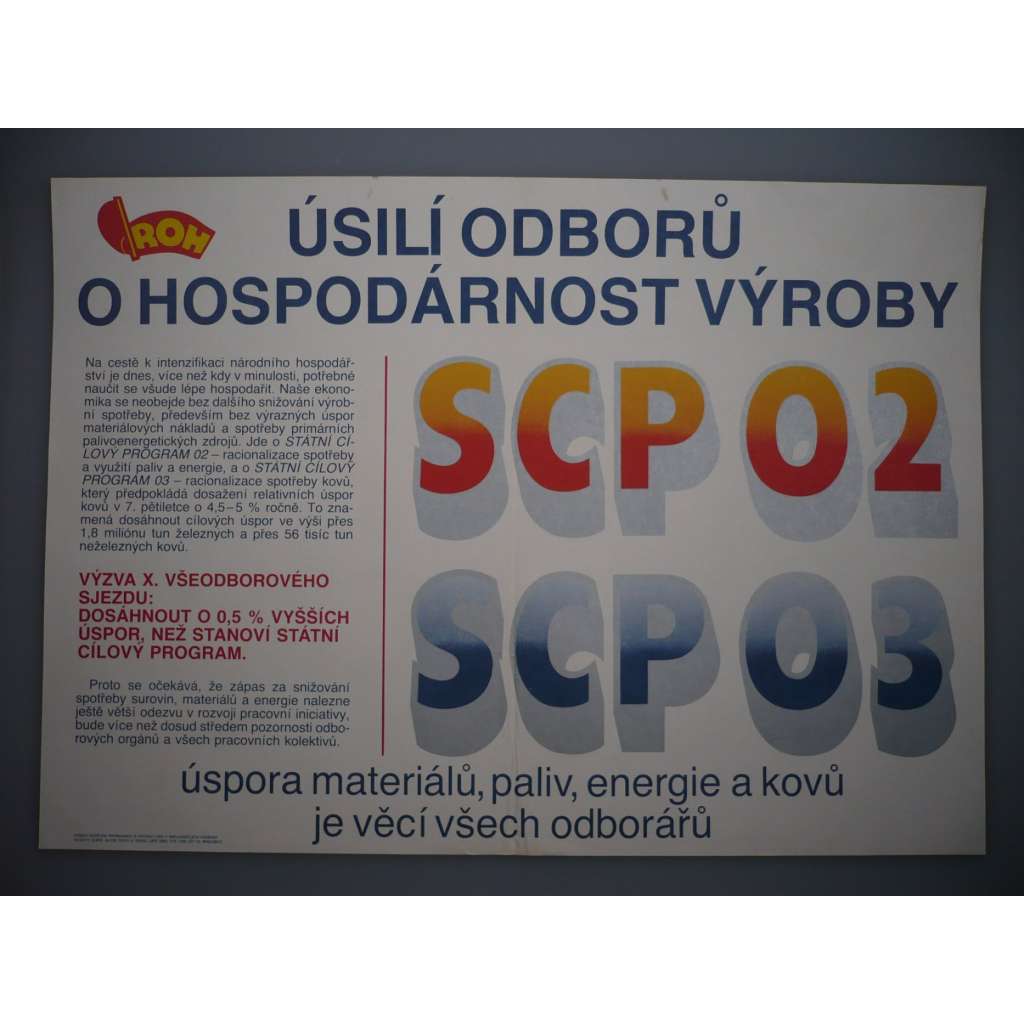 ROH
ÚSILÍ ODBORŮ
O HOSPODÁRNOST VÝROBY
Na cestě k intenzifikaci národního hospodář-
ství je dnes, více než kdy v minulosti, potřebné
naučit se všude lépe hospodařit. Naše ekono-
mika se neobejde bez dalšího snižování výrob-
ní spotřeby, především bez výrazných úspor
materiálových nákladů a spotřeby primárních
palivoenergetických zdrojů. Jde o STÁTNÍ CÍ-
LOVÝ PROGRAM 02 – racionalizace spotřeby
a využití paliv a energie, a o STÁTNÍ CÍLOVÝ
PROGRAM 03 – racionalizace spotřeby kovů,
který předpokládá dosažení relativních úspor
kovů v 7. pětiletce o 4,5–5 % ročně. To zna-
mená dosáhnout cílových úspor ve výši přes
1,8 miliónu tun železných a přes 56 tisíc tun
neželezných kovů.
VÝZVA X. VŠEODBOROVÉHO
SJEZDU:
DOSÁHNOUT O 0,5 % VYŠŠÍCH
ÚSPOR, NEŽ STANOVÍ STÁTNÍ
CÍLOVÝ PROGRAM.
Proto se očekává, že zápas za snižování
spotřeby surovin, materiálů a energie nalezne
ještě větší odezvu v rozvoji pracovní iniciativy,
bude více než dosud středem pozornosti odbo-
rových orgánů a všech pracovních kolektivů.
SCP 02
SCP 03
úspora materiálů, paliv, energie a kovů
je věcí všech odborářů